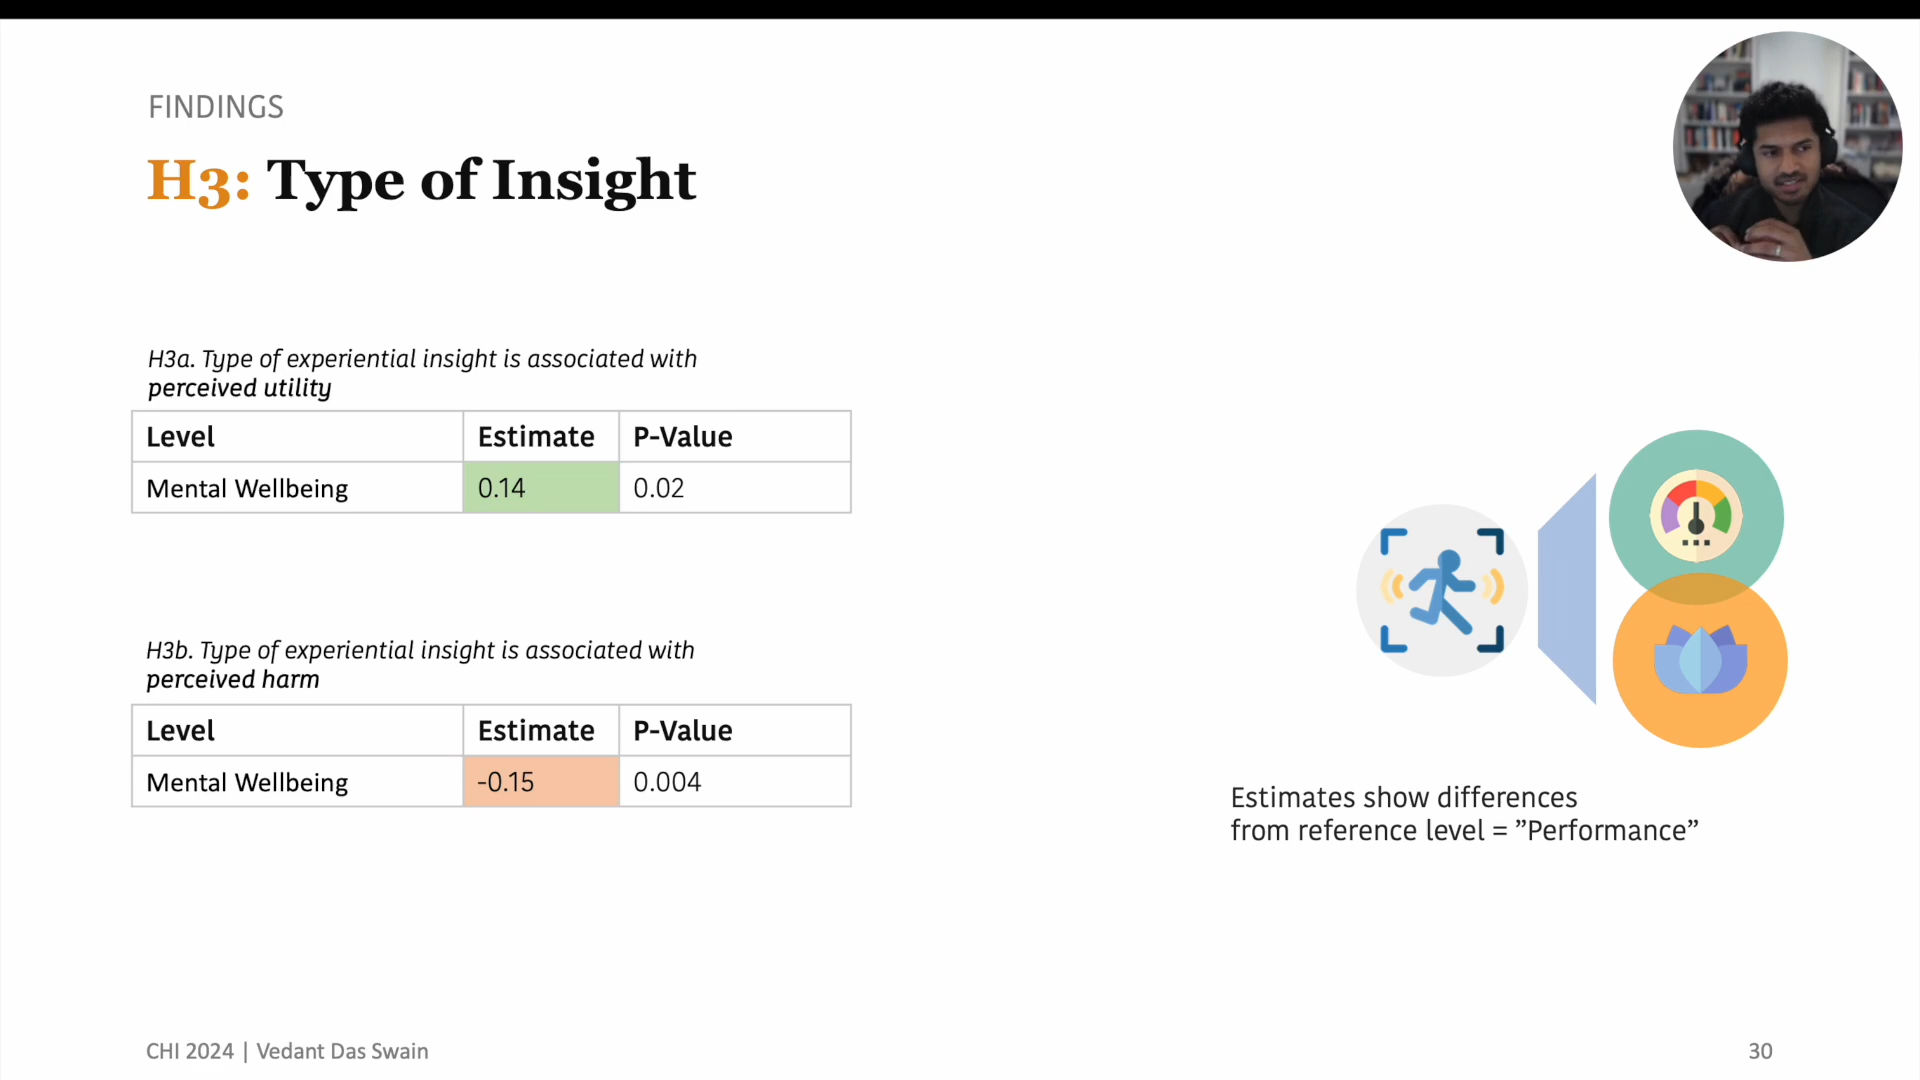 FINDINGS
H3: Type of Insight
H3a. Type of experiential insight is associated with
perceived utility
Level Estimate P-Value
Mental Wellbeing 0.14 0.02
H3b. Type of experiential insight is associated with
perceived harm
Level Estimate P-Value
Mental Wellbeing -0.15 0.004
Estimates show differences
from reference level = ”Performance”
CHI 2024 | Vedant Das Swain
30